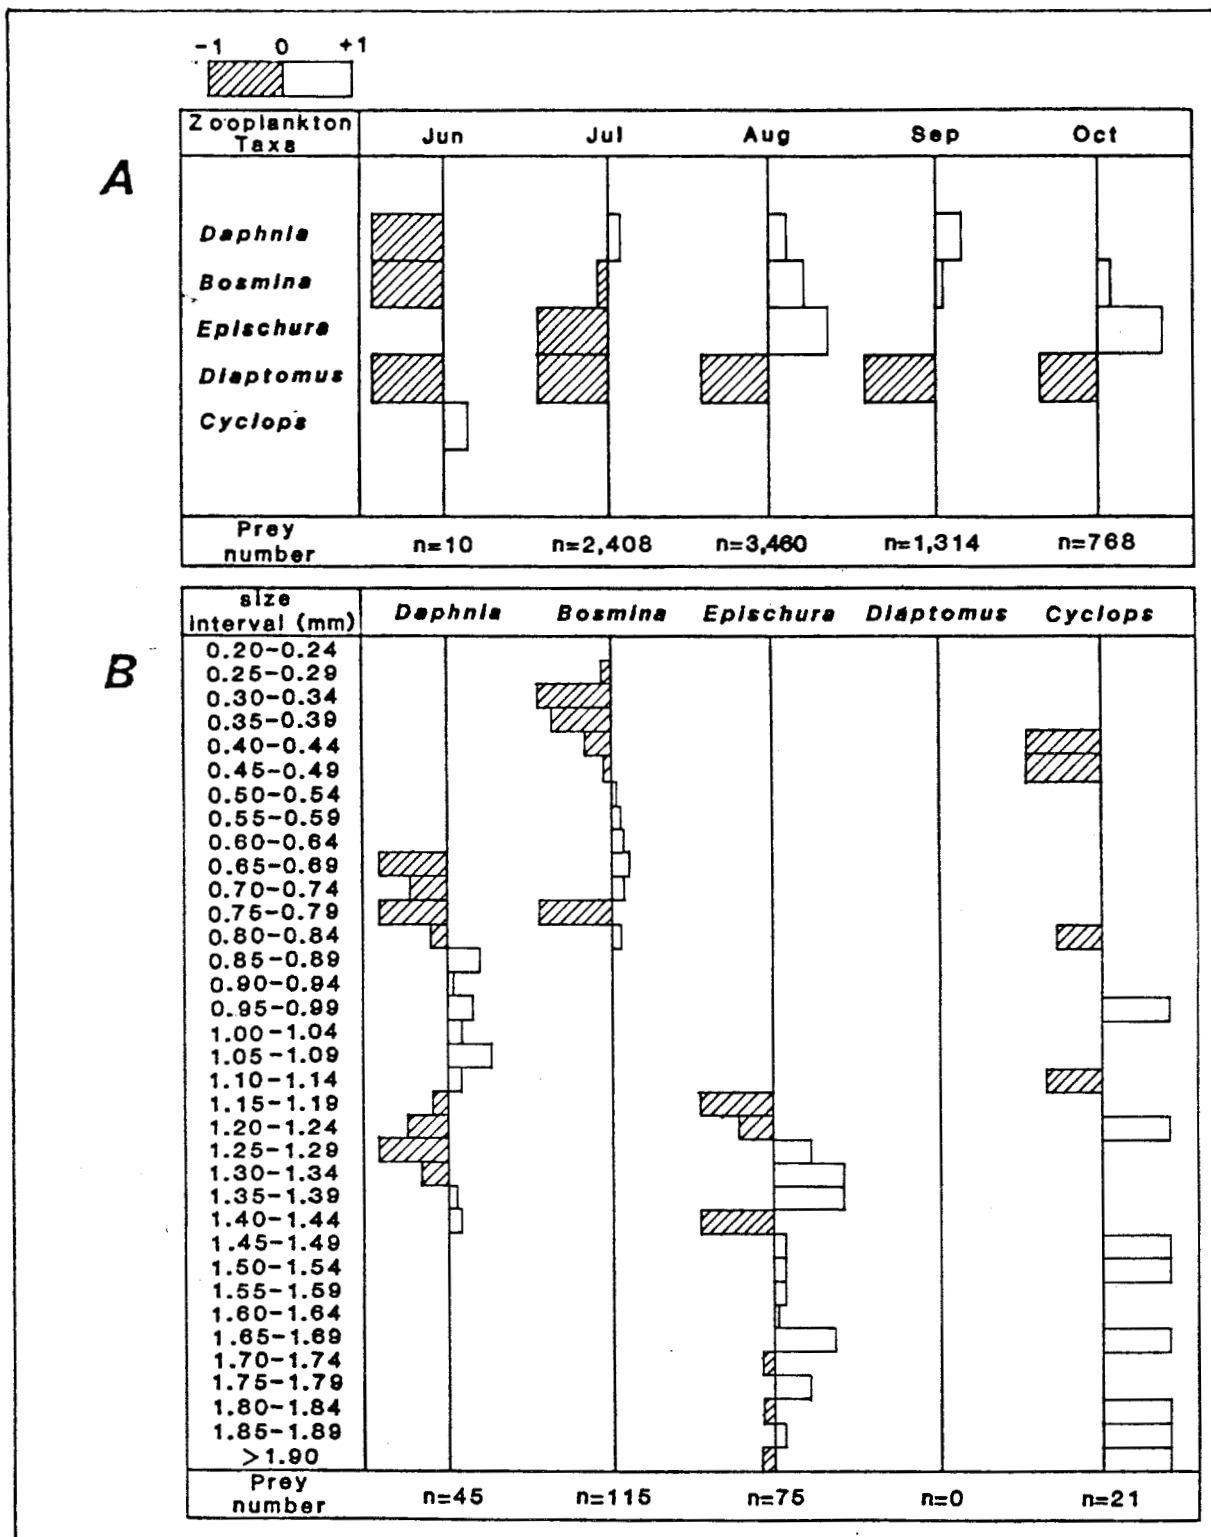 -1 0 +1
A
Zooplankton Taxa Jun Jul Aug Sep Oct
Daphnia
Bosmina
Epischura
Diaptomus
Cyclops
Prey number n=10 n=2,408 n=3,460 n=1,314 n=768
B
size interval (mm) Daphnia Bosmina Epischura Diaptomus Cyclops
0.20-0.24
0.25-0.29
0.30-0.34
0.35-0.39
0.40-0.44
0.45-0.49
0.50-0.54
0.55-0.59
0.60-0.64
0.65-0.69
0.70-0.74
0.75-0.79
0.80-0.84
0.85-0.89
0.90-0.94
0.95-0.99
1.00-1.04
1.05-1.09
1.10-1.14
1.15-1.19
1.20-1.24
1.25-1.29
1.30-1.34
1.35-1.39
1.40-1.44
1.45-1.49
1.50-1.54
1.55-1.59
1.60-1.64
1.65-1.69
1.70-1.74
1.75-1.79
1.80-1.84
1.85-1.89
>1.90
Prey number n=45 n=115 n=75 n=0 n=21